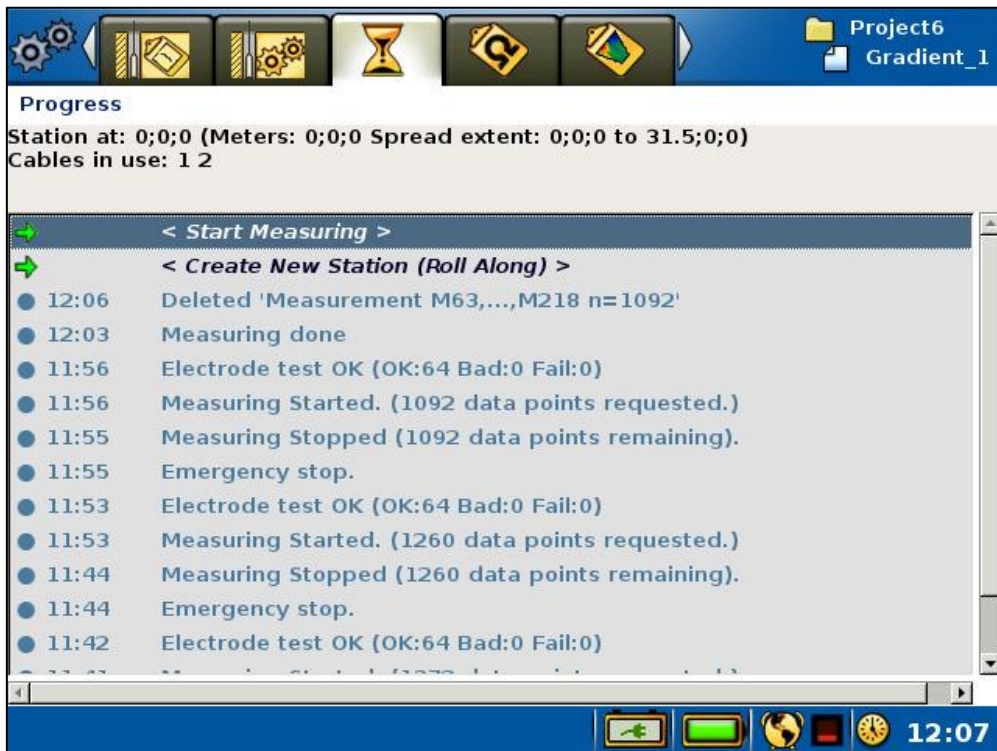 Project6
Gradient_1
Progress
Station at: 0;0;0 (Meters: 0;0;0 Spread extent: 0;0;0 to 31.5;0;0)
Cables in use: 1 2
< Start Measuring >
< Create New Station (Roll Along) >
12:06 Deleted 'Measurement M63,...,M218 n=1092'
12:03 Measuring done
11:56 Electrode test OK (OK:64 Bad:0 Fail:0)
11:56 Measuring Started. (1092 data points requested.)
11:55 Measuring Stopped (1092 data points remaining).
11:55 Emergency stop.
11:53 Electrode test OK (OK:64 Bad:0 Fail:0)
11:53 Measuring Started. (1260 data points requested.)
11:44 Measuring Stopped (1260 data points remaining).
11:44 Emergency stop.
11:42 Electrode test OK (OK:64 Bad:0 Fail:0)
12:07